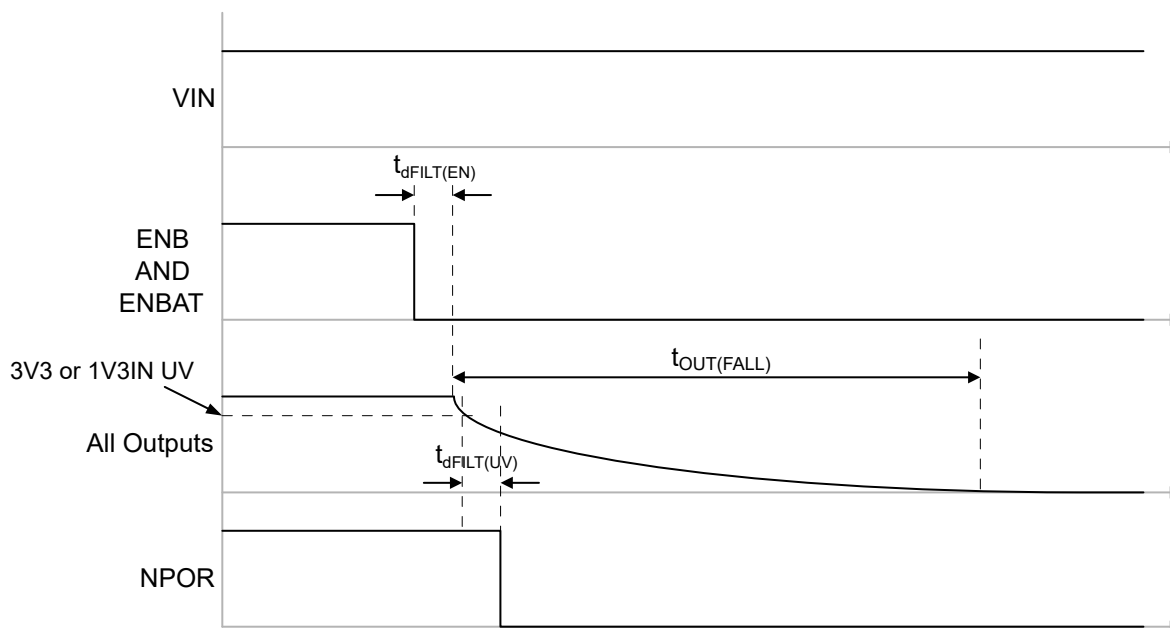 VIN
tdFILT(EN)
ENB
AND
ENBAT
3V3 or 1V3IN UV
tOUT(FALL)
All Outputs
tdFILT(UV)
NPOR